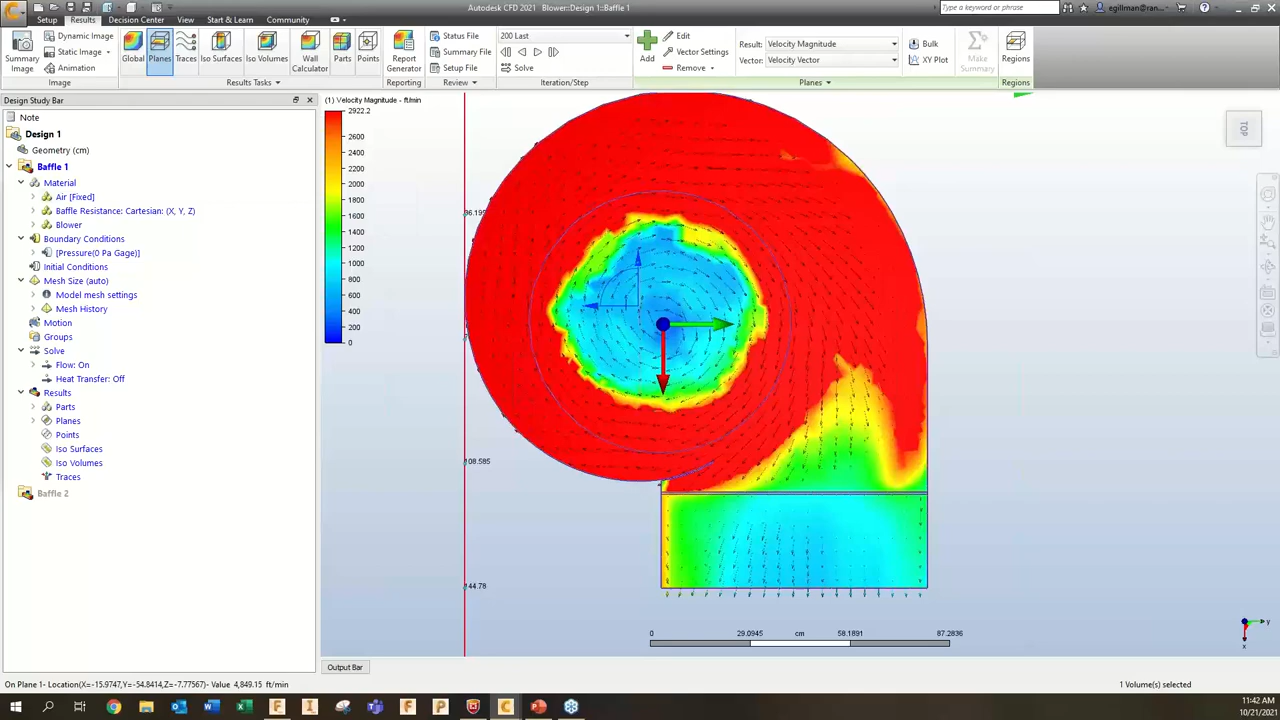 Autodesk CFD 2021 Blower::Design 1::Baffle 1
Type a keyword or phrase
egillman@ran...
Setup Results Decision Center View Start & Learn Community
Summary Image
Dynamic Image
Static Image
Animation
Image
Global Planes Traces Iso Surfaces Iso Volumes Wall Calculator Parts Points
Results Tasks
Report Generator
Reporting
Status File
Summary File
Setup File
Review
200 Last
Solve
Iteration/Step
Add
Edit
Vector Settings
Remove
Result: Velocity Magnitude
Vector: Velocity Vector
Bulk
XY Plot
Make Summary
Planes
Regions
Regions
Design Study Bar
Note
Design 1
Geometry (cm)
Baffle 1
Material
Air [Fixed]
Baffle Resistance: Cartesian: (X, Y, Z)
Blower
Boundary Conditions
[Pressure(0 Pa Gage)]
Initial Conditions
Mesh Size (auto)
Model mesh settings
Mesh History
Motion
Groups
Solve
Flow: On
Heat Transfer: Off
Results
Parts
Planes
Points
Iso Surfaces
Iso Volumes
Traces
Baffle 2
(1) Velocity Magnitude - ft/min
2922.2
2600
2400
2200
2000
1800
1600
1400
1200
1000
800
600
400
200
0
108.585
144.78
TOP
0 29.0945 cm 58.1891 87.2836
y
x
Output Bar
On Plane 1- Location(X=-15.9747, Y=-54.8414,Z=-7.77567)- Value 4,849.15 ft/min
1 Volume(s) selected
11:42 AM
10/21/2021